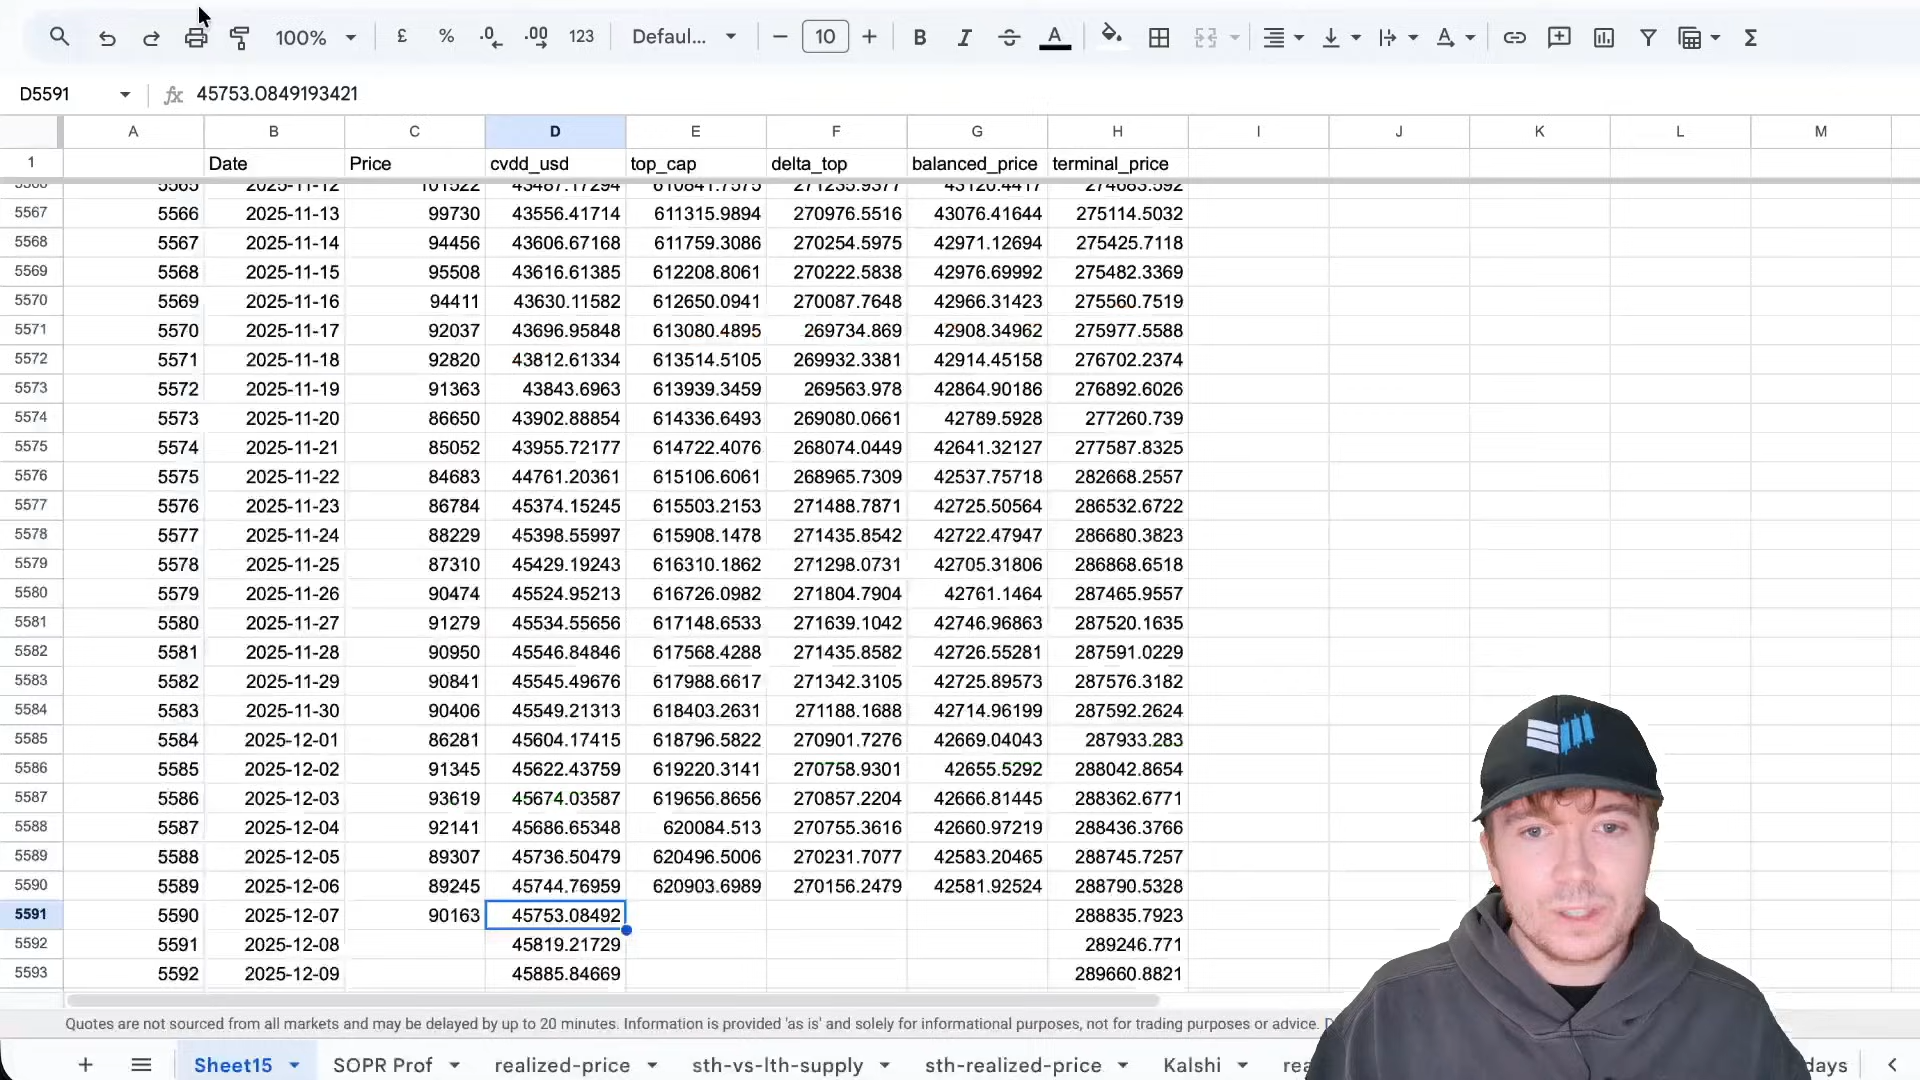 100% £ % .0 .00 123 Defaul... 10 B I A
D5591 fx 45753.0849193421
A B C D E F G H I J K L M
1 Date Price cvdd_usd top_cap delta_top balanced_price terminal_price
5566 5565 2025-11-12 101522 43487.17294 610841.7575 271235.9377 43120.4417 274683.592
5567 5566 2025-11-13 99730 43556.41714 611315.9894 270976.5516 43076.41644 275114.5032
5568 5567 2025-11-14 94456 43606.67168 611759.3086 270254.5975 42971.12694 275425.7118
5569 5568 2025-11-15 95508 43616.61385 612208.8061 270222.5838 42976.69992 275482.3369
5570 5569 2025-11-16 94411 43630.11582 612650.0941 270087.7648 42966.31423 275560.7519
5571 5570 2025-11-17 92037 43696.95848 613080.4895 269734.869 42908.34962 275977.5588
5572 5571 2025-11-18 92820 43812.61334 613514.5105 269932.3381 42914.45158 276702.2374
5573 5572 2025-11-19 91363 43843.6963 613939.3459 269563.978 42864.90186 276892.6026
5574 5573 2025-11-20 86650 43902.88854 614336.6493 269080.0661 42789.5928 277260.739
5575 5574 2025-11-21 85052 43955.72177 614722.4076 268074.0449 42641.32127 277587.8325
5576 5575 2025-11-22 84683 44761.20361 615106.6061 268965.7309 42537.75718 282668.2557
5577 5576 2025-11-23 86784 45374.15245 615503.2153 271488.7871 42725.50564 286532.6722
5578 5577 2025-11-24 88229 45398.55997 615908.1478 271435.8542 42722.47947 286680.3823
5579 5578 2025-11-25 87310 45429.19243 616310.1862 271298.0731 42705.31806 286868.6518
5580 5579 2025-11-26 90474 45524.95213 616726.0982 271804.7904 42761.1464 287465.9557
5581 5580 2025-11-27 91279 45534.55656 617148.6533 271639.1042 42746.96863 287520.1635
5582 5581 2025-11-28 90950 45546.84846 617568.4288 271435.8582 42726.55281 287591.0229
5583 5582 2025-11-29 90841 45545.49676 617988.6617 271342.3105 42725.89573 287576.3182
5584 5583 2025-11-30 90406 45549.21313 618403.2631 271188.1688 42714.96199 287592.2624
5585 5584 2025-12-01 86281 45604.17415 618796.5822 270901.7276 42669.04043 287933.283
5586 5585 2025-12-02 91345 45622.43759 619220.3141 270758.9301 42655.5292 288042.8654
5587 5586 2025-12-03 93619 45674.03587 619656.8656 270857.2204 42666.81445 288362.6771
5588 5587 2025-12-04 92141 45686.65348 620084.513 270755.3616 42660.97219 288436.3766
5589 5588 2025-12-05 89307 45736.50479 620496.5006 270231.7077 42583.20465 288745.7257
5590 5589 2025-12-06 89245 45744.76959 620903.6989 270156.2479 42581.92524 288790.5328
5591 5590 2025-12-07 90163 45753.08492 288835.7923
5592 5591 2025-12-08 45819.21729 289246.771
5593 5592 2025-12-09 45885.84669 289660.8821
Quotes are not sourced from all markets and may be delayed by up to 20 minutes. Information is provided 'as is' and solely for informational purposes, not for trading purposes or advice.
Sheet15 SOPR Prof realized-price sth-vs-lth-supply sth-realized-price Kalshi rea days